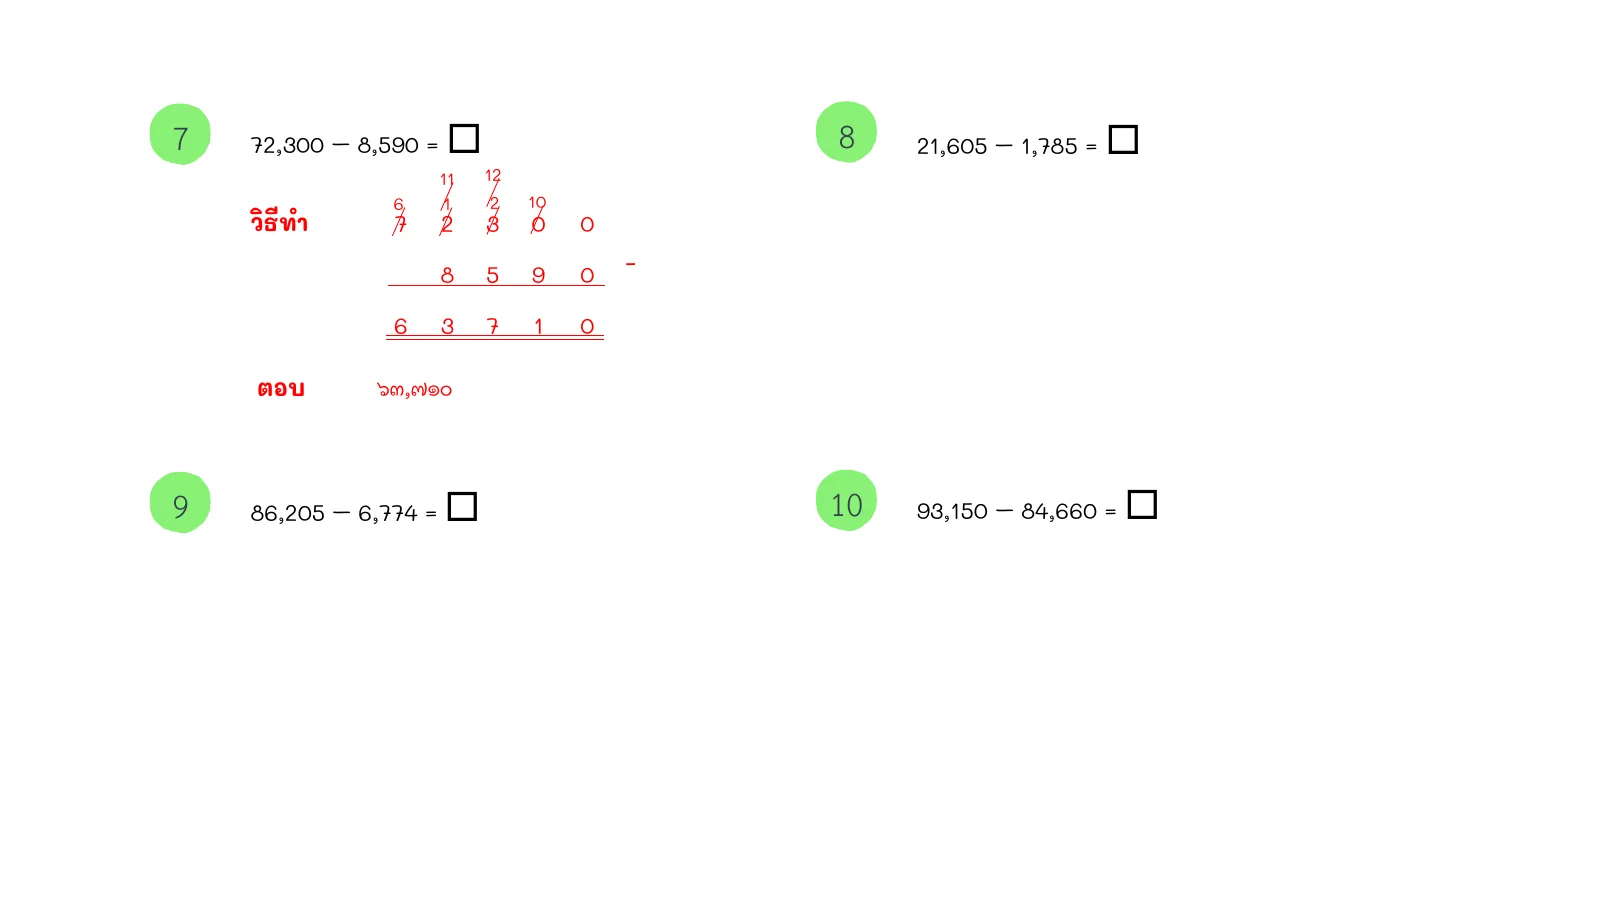 7
72,300 – 8,590 = □
11 12
6 1 2 10
วิธีทำ 7 2 3 0 0
-
8 5 9 0
6 3 7 1 0
ตอบ ๖๓,๗๑๐
8
21,605 – 1,785 = □
9
86,205 – 6,774 = □
10
93,150 – 84,660 = □